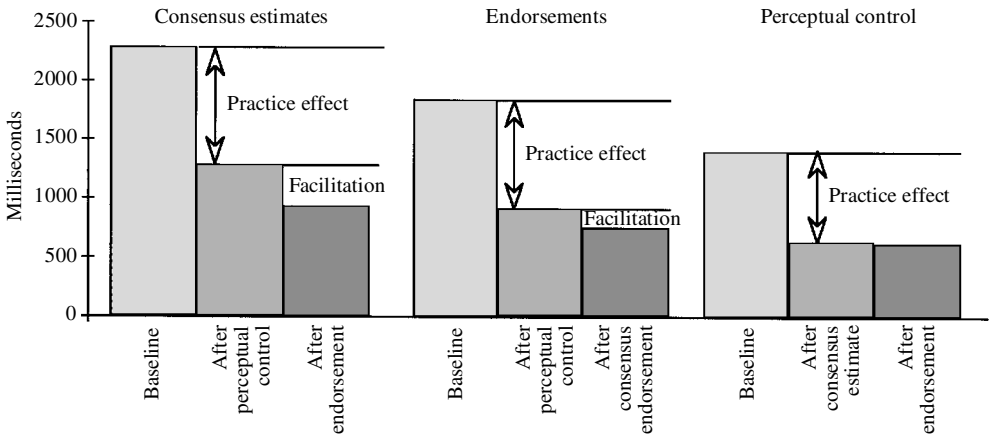 Consensus estimates
Endorsements
Perceptual control
Milliseconds
2500
2000
1500
1000
500
0
Practice effect
Facilitation
Practice effect
Facilitation
Practice effect
Baseline
After
perceptual
control
After
endorsement
Baseline
After
perceptual
control
After
consensus
endorsement
Baseline
After
consensus
estimate
After
endorsement